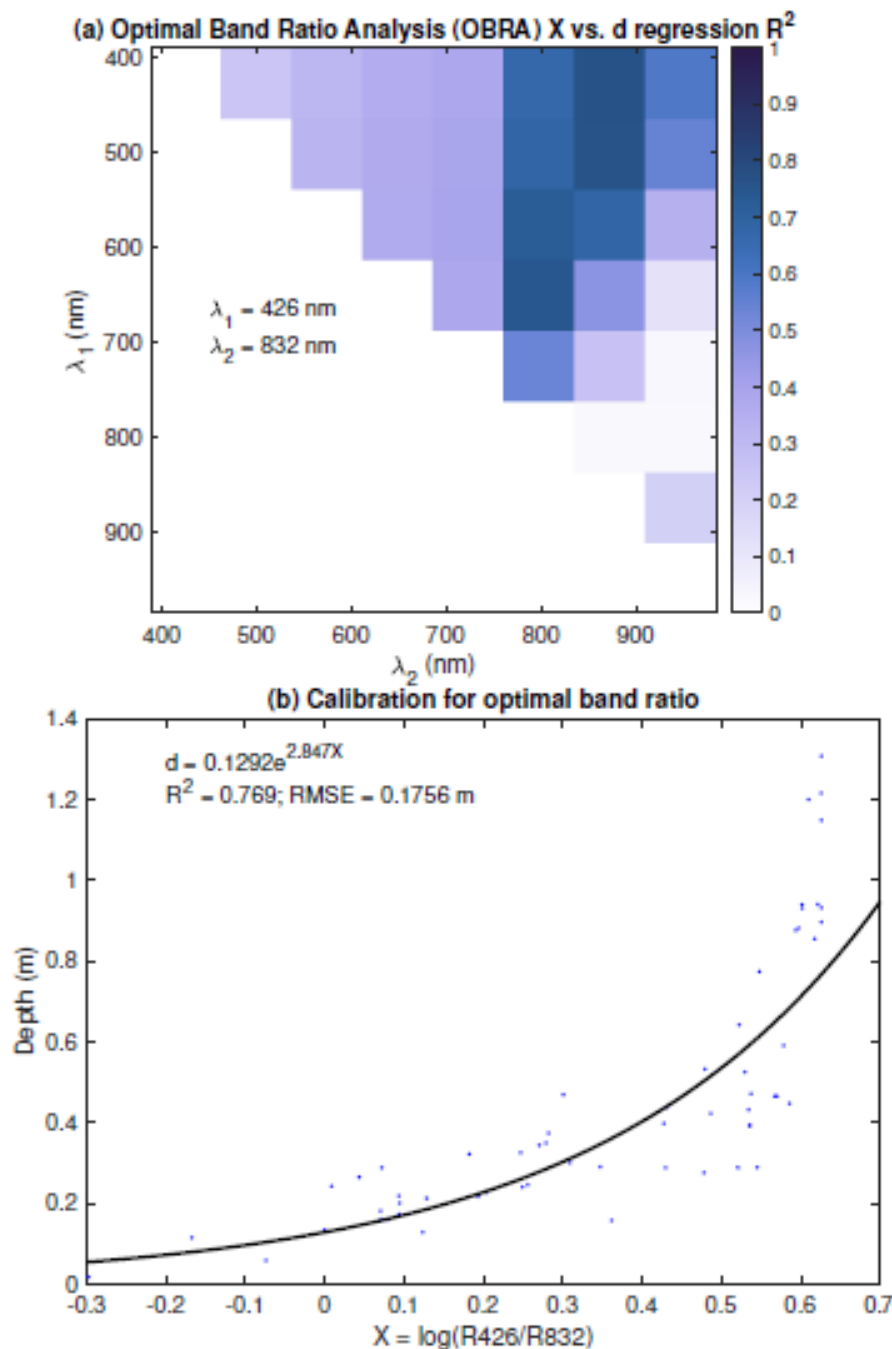 (a) Optimal Band Ratio Analysis (OBRA) X vs. d regression R²
400
500
600
700
800
900
λ₁ (nm)
λ₁ = 426 nm
λ₂ = 832 nm
400 500 600 700 800 900
λ₂ (nm)
1
0.9
0.8
0.7
0.6
0.5
0.4
0.3
0.2
0.1
0
(b) Calibration for optimal band ratio
d = 0.1292e^2.847X
R² = 0.769; RMSE = 0.1756 m
1.4
1.2
1
0.8
0.6
0.4
0.2
0
Depth (m)
-0.3 -0.2 -0.1 0 0.1 0.2 0.3 0.4 0.5 0.6 0.7
X = log(R426/R832)